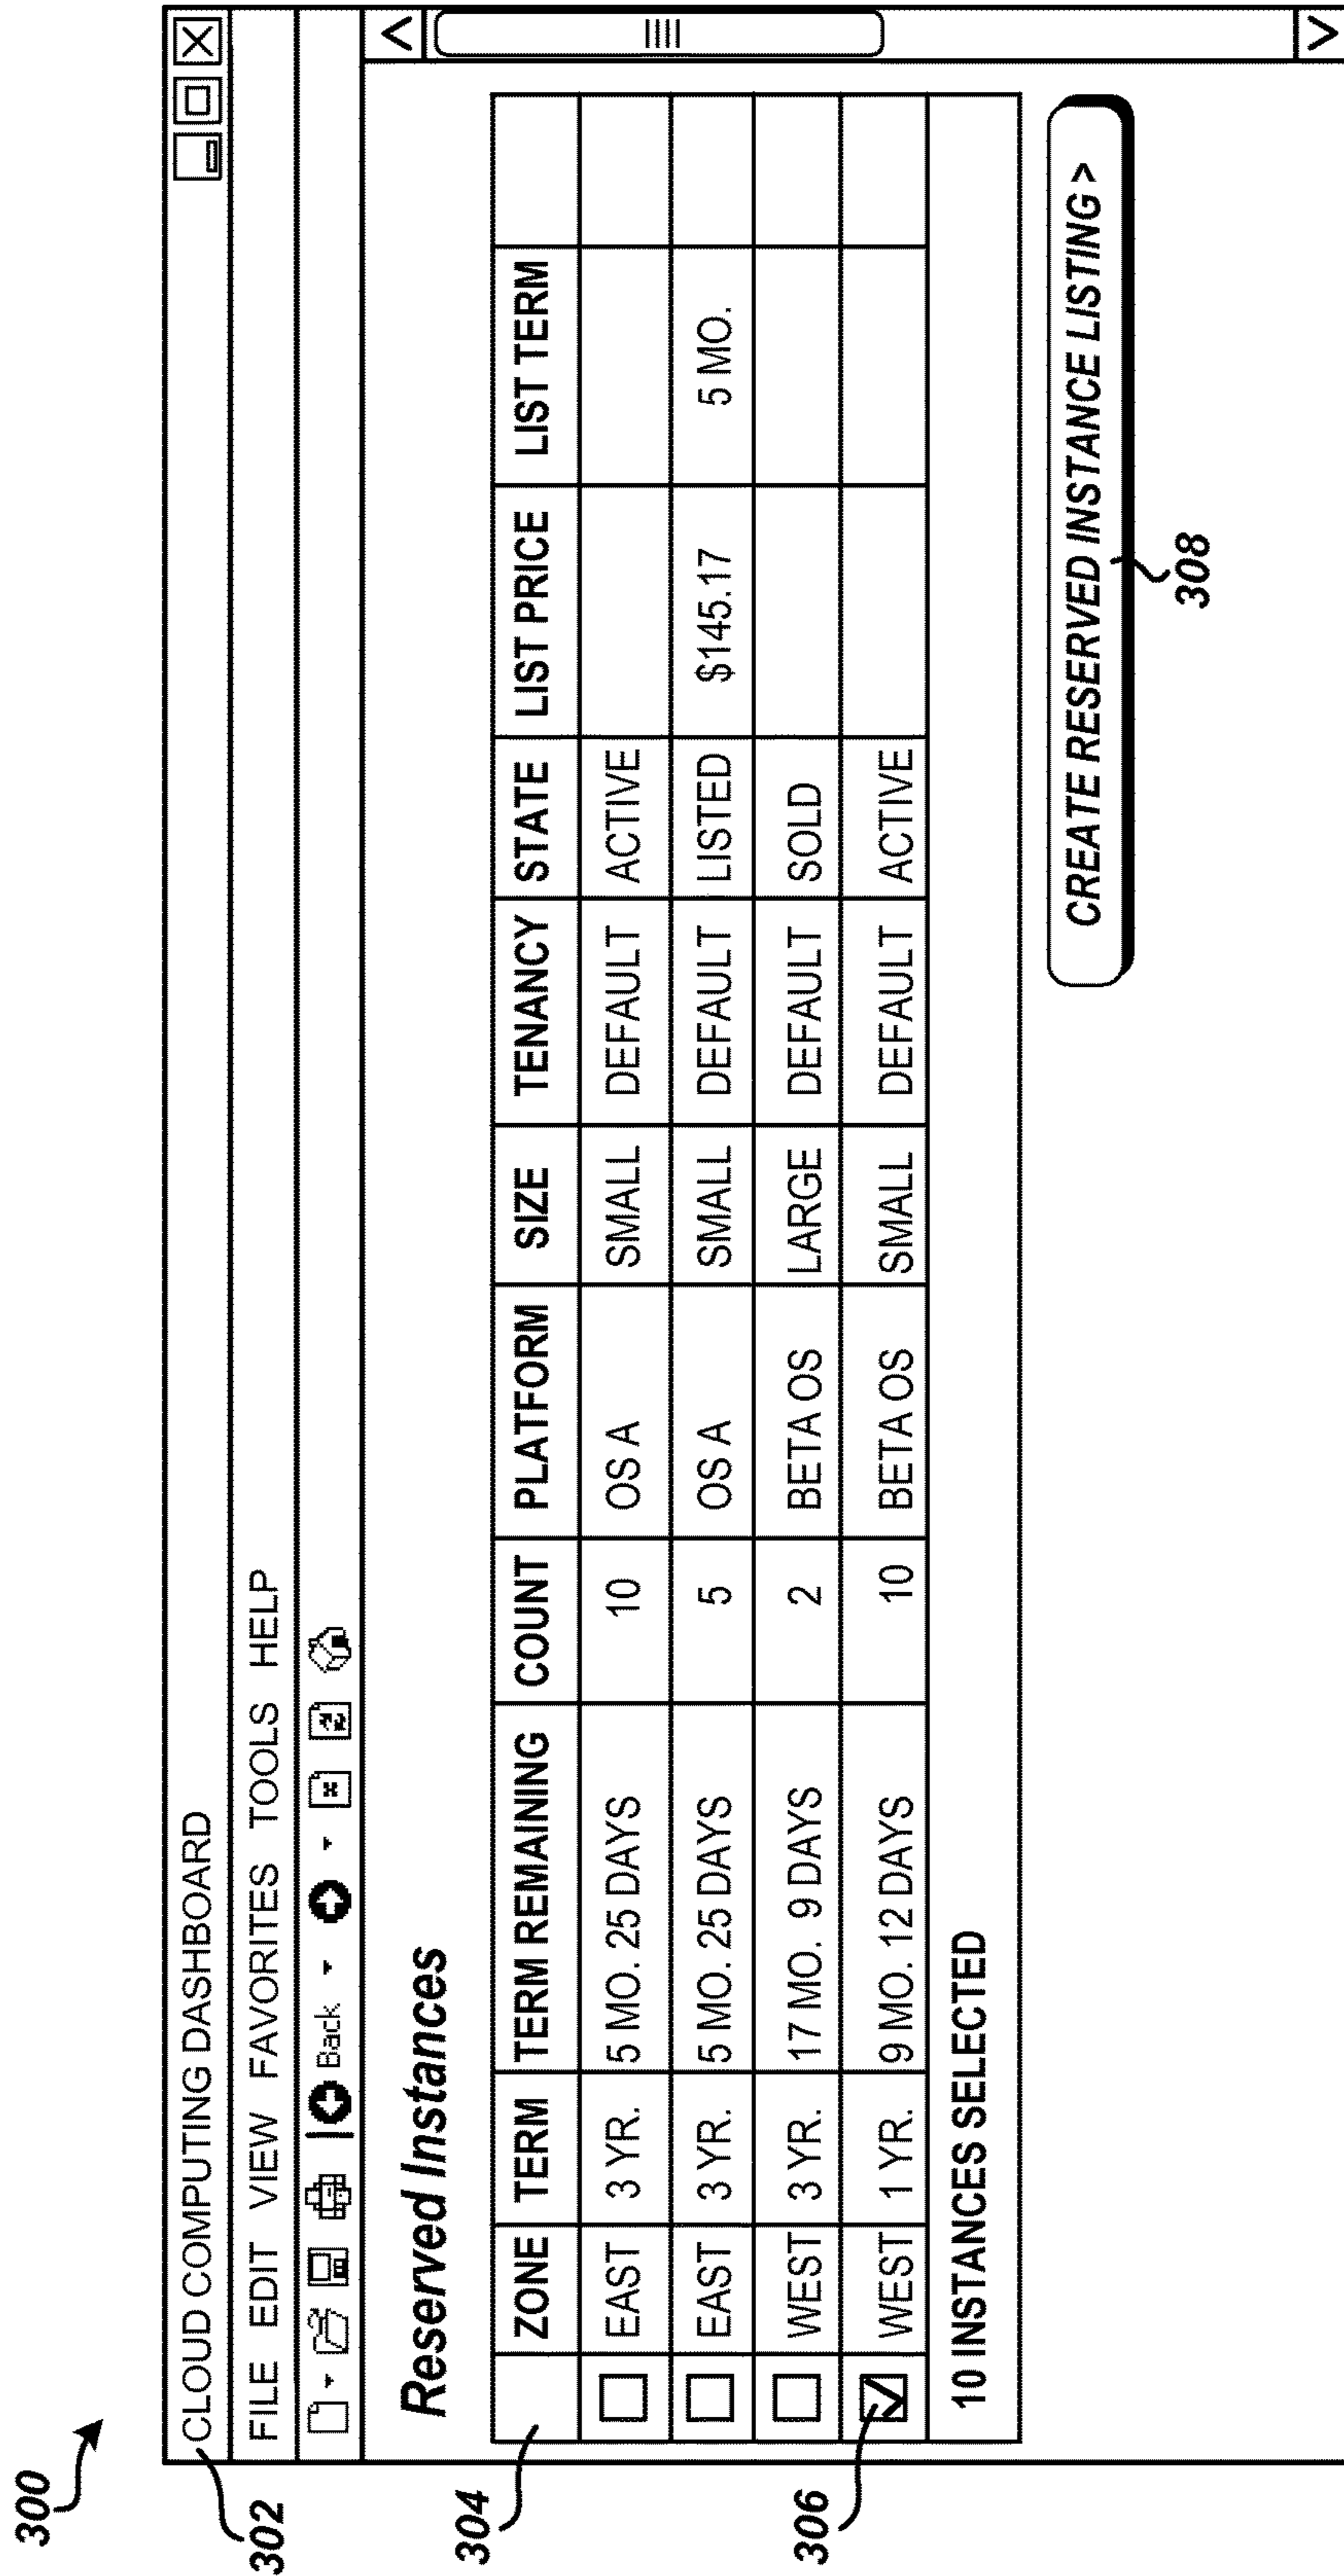 300
302
CLOUD COMPUTING DASHBOARD
FILE EDIT VIEW FAVORITES TOOLS HELP
Back
Reserved Instances
304
ZONE TERM TERM REMAINING COUNT PLATFORM SIZE TENANCY STATE LIST PRICE LIST TERM
EAST 3 YR. 5 MO. 25 DAYS 10 OS A SMALL DEFAULT ACTIVE
EAST 3 YR. 5 MO. 25 DAYS 5 OS A SMALL DEFAULT LISTED $145.17 5 MO.
WEST 3 YR. 17 MO. 9 DAYS 2 BETA OS LARGE DEFAULT SOLD
306
WEST 1 YR. 9 MO. 12 DAYS 10 BETA OS SMALL DEFAULT ACTIVE
10 INSTANCES SELECTED
CREATE RESERVED INSTANCE LISTING >
308